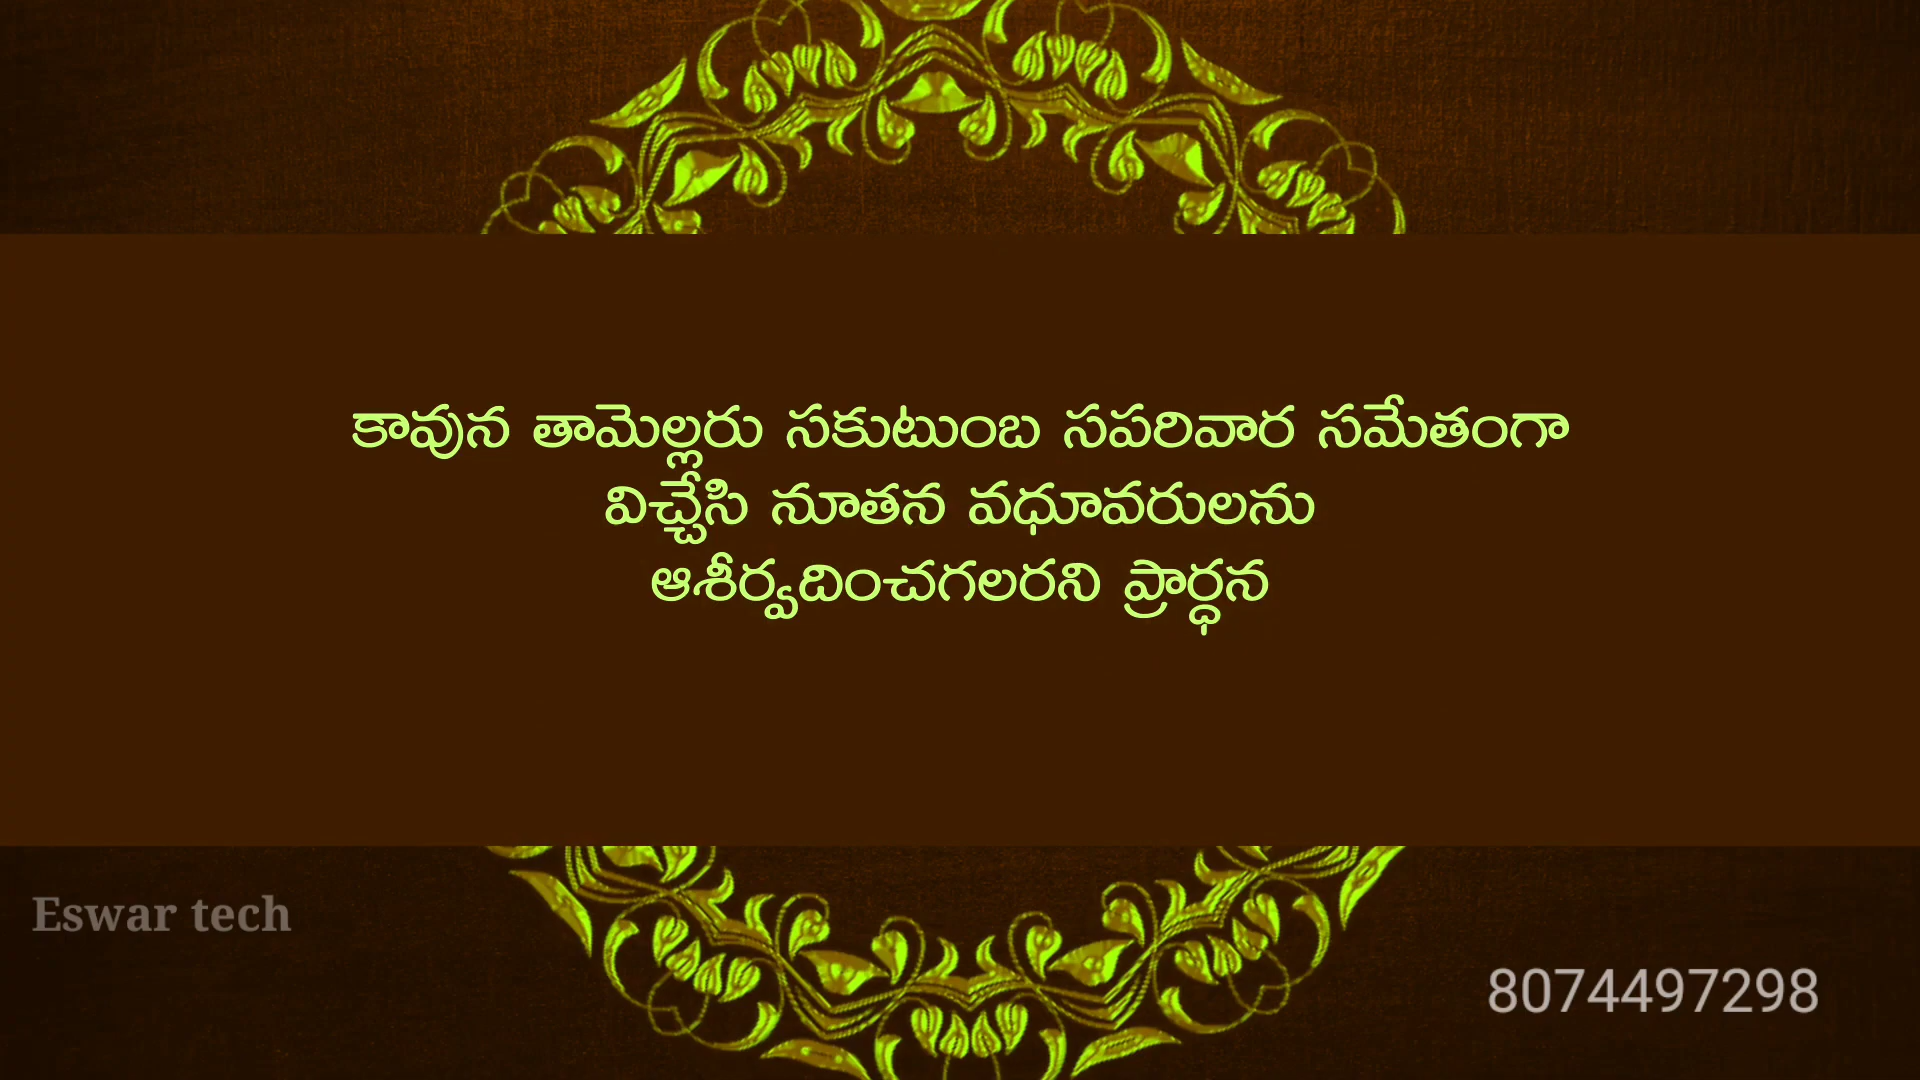 కావున తామెల్లరు సకుటుంబ సపరివార సమేతంగా
విచ్చేసి నూతన వధూవరులను
ఆశీర్వదించగలరని ప్రార్ధన
Eswar tech
8074497298